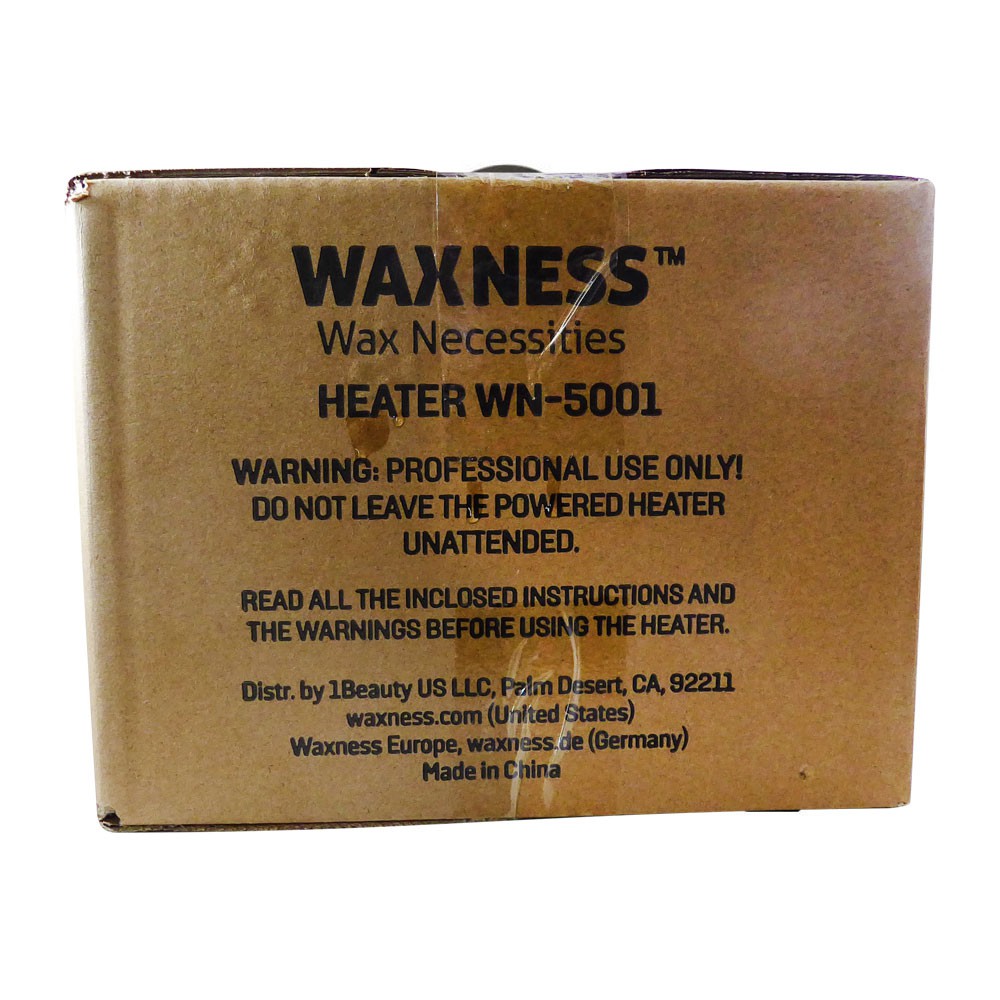 WAXNESS™
Wax Necessities
HEATER WN-5001
WARNING: PROFESSIONAL USE ONLY!
DO NOT LEAVE THE POWERED HEATER
UNATTENDED.
READ ALL THE INCLOSED INSTRUCTIONS AND
THE WARNINGS BEFORE USING THE HEATER.
Distr. by 1Beauty US LLC, Palm Desert, CA, 92211
waxness.com (United States)
Waxness Europe, waxness.de (Germany)
Made in China